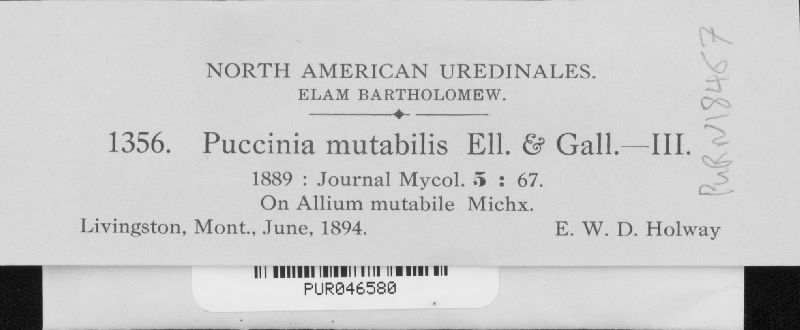 NORTH AMERICAN UREDINALES.
ELAM BARTHOLOMEW.
1356. Puccinia mutabilis Ell. & Gall.—III.
1889 : Journal Mycol. 5 : 67.
On Allium mutabile Michx.
Livingston, Mont., June, 1894. E. W. D. Holway
PUR N18467
PUR046580